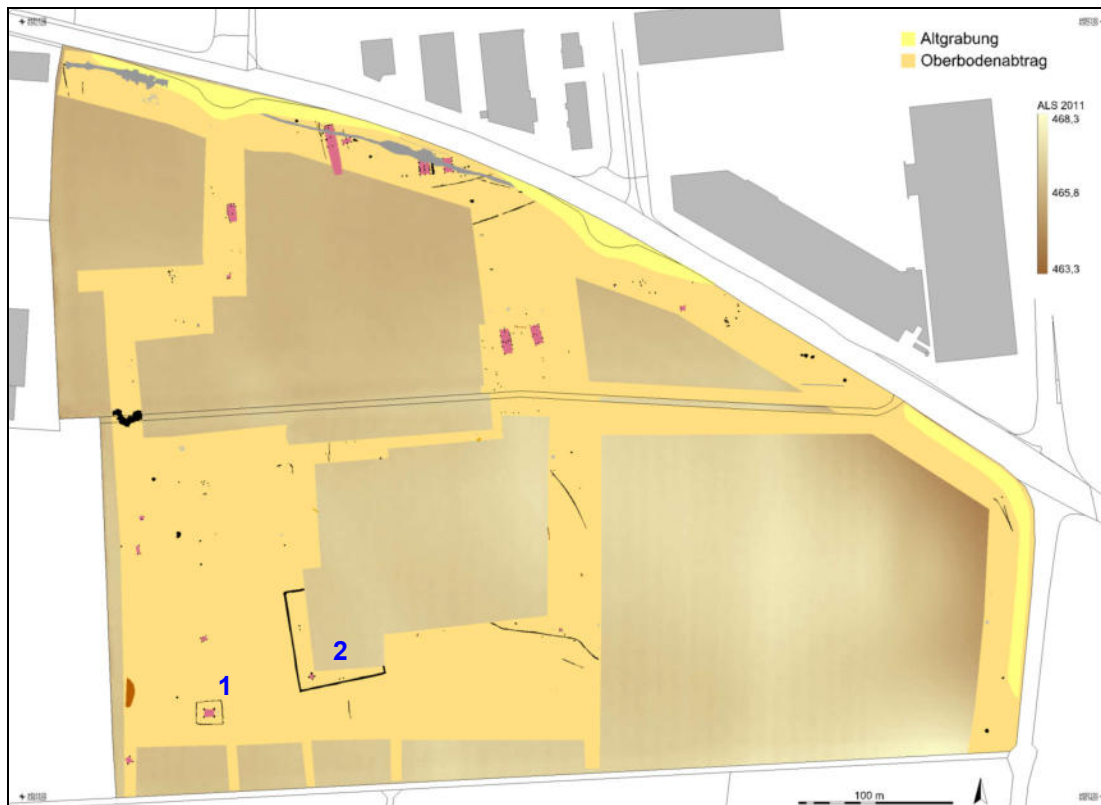 Altgrabung
Oberbodenabtrag
ALS 2011
468,3
465,8
463,3
2
1
100 m